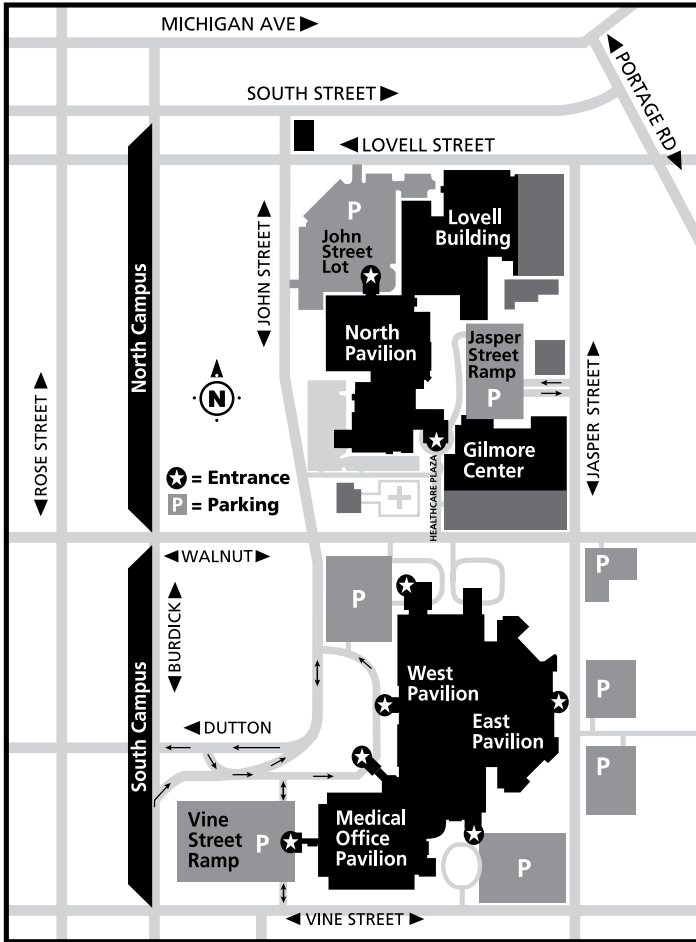 MICHIGAN AVE
PORTAGE RD
SOUTH STREET
LOVELL STREET
P
John
Street
Lot
Lovell
Building
JOHN STREET
North Campus
North
Pavilion
Jasper
Street
Ramp
P
ROSE STREET
N
JASPER STREET
Gilmore
Center
HEALTHCARE PLAZA
= Entrance
P = Parking
WALNUT
P
P
BURDICK
South Campus
West
Pavilion
P
East
Pavilion
DUTTON
P
Vine
Street
Ramp
P
Medical
Office
Pavilion
P
VINE STREET